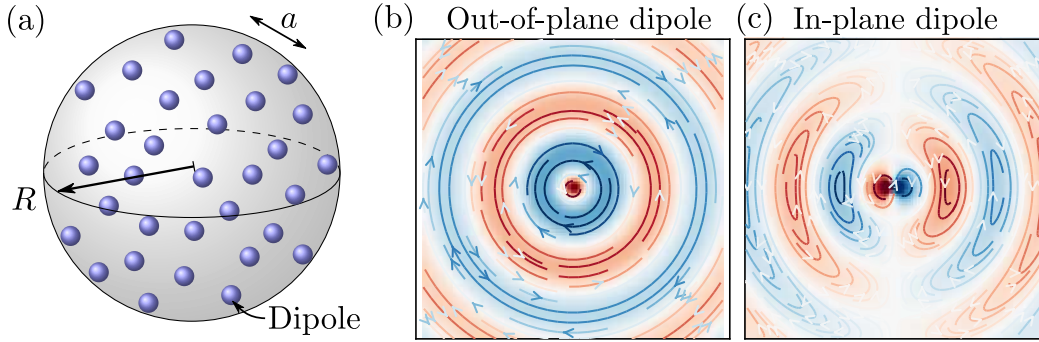 (a)
a
R
Dipole
(b) Out-of-plane dipole
(c) In-plane dipole